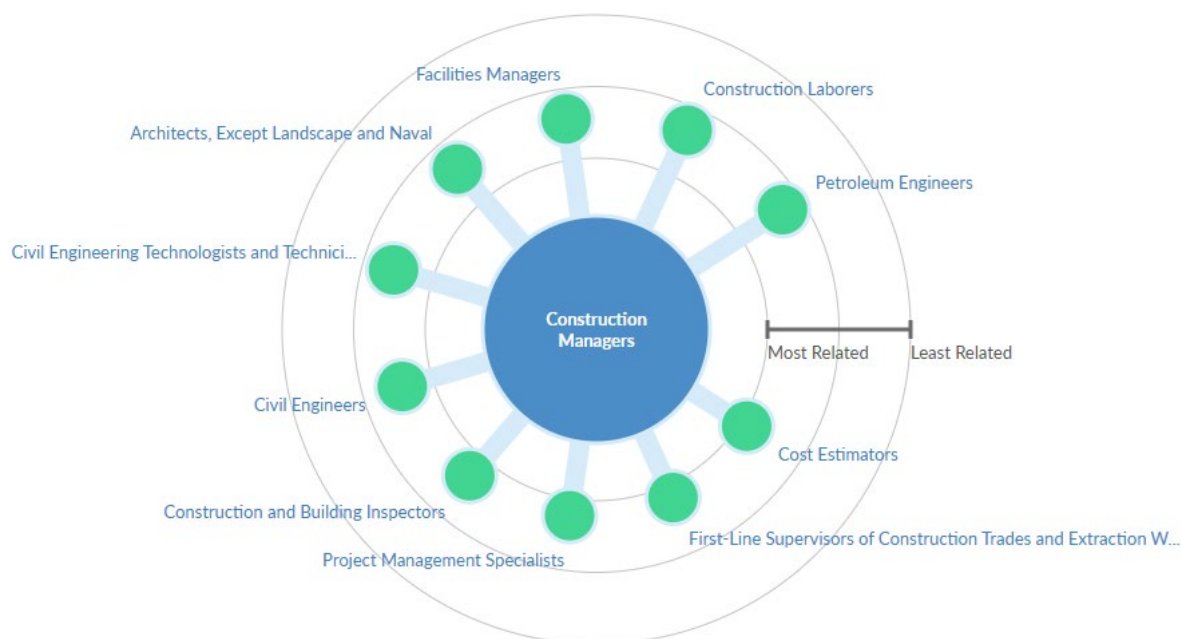 Facilities Managers
Construction Laborers
Architects, Except Landscape and Naval
Petroleum Engineers
Civil Engineering Technologists and Technici...
Construction
Managers
Most Related
Least Related
Civil Engineers
Cost Estimators
Construction and Building Inspectors
First-Line Supervisors of Construction Trades and Extraction W...
Project Management Specialists